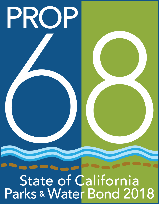 PROP
68
State of California
Parks & Water Bond 2018